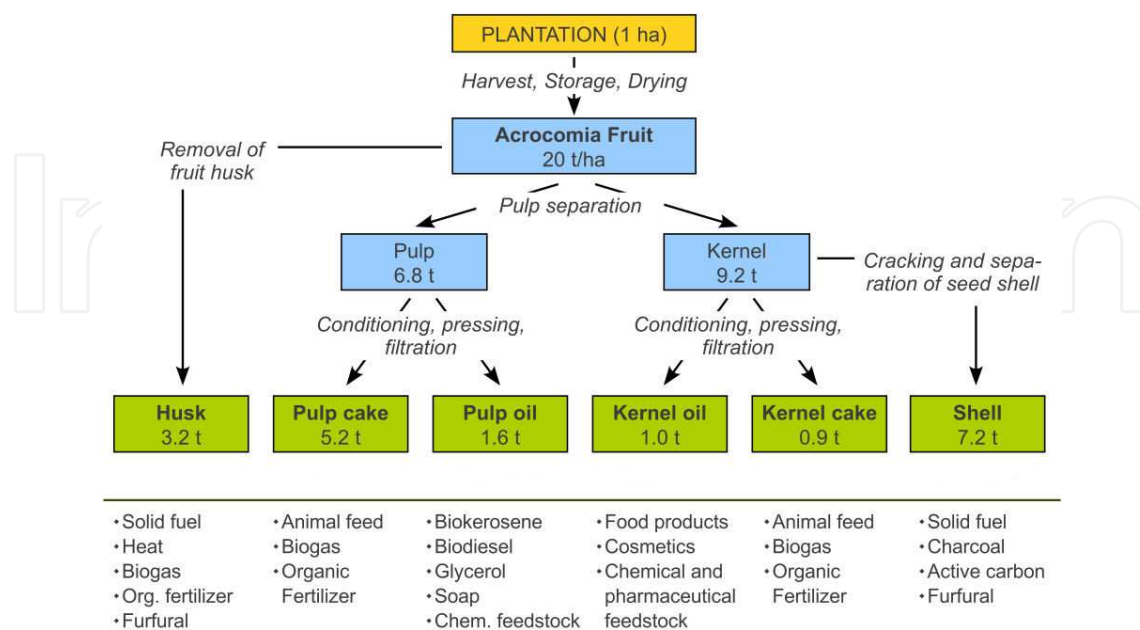 PLANTATION (1 ha)
Harvest, Storage, Drying
Acrocomia Fruit
20 t/ha
Removal of
fruit husk
Pulp separation
Pulp
6.8 t
Kernel
9.2 t
Cracking and sepa-
ration of seed shell
Conditioning, pressing,
filtration
Conditioning, pressing,
filtration
Husk
3.2 t
Pulp cake
5.2 t
Pulp oil
1.6 t
Kernel oil
1.0 t
Kernel cake
0.9 t
Shell
7.2 t
• Solid fuel
• Heat
• Biogas
• Org. fertilizer
• Furfural
• Animal feed
• Biogas
• Organic
Fertilizer
• Biokerosene
• Biodiesel
• Glycerol
• Soap
• Chem. feedstock
• Food products
• Cosmetics
• Chemical and
pharmaceutical
feedstock
• Animal feed
• Biogas
• Organic
Fertilizer
• Solid fuel
• Charcoal
• Active carbon
• Furfural